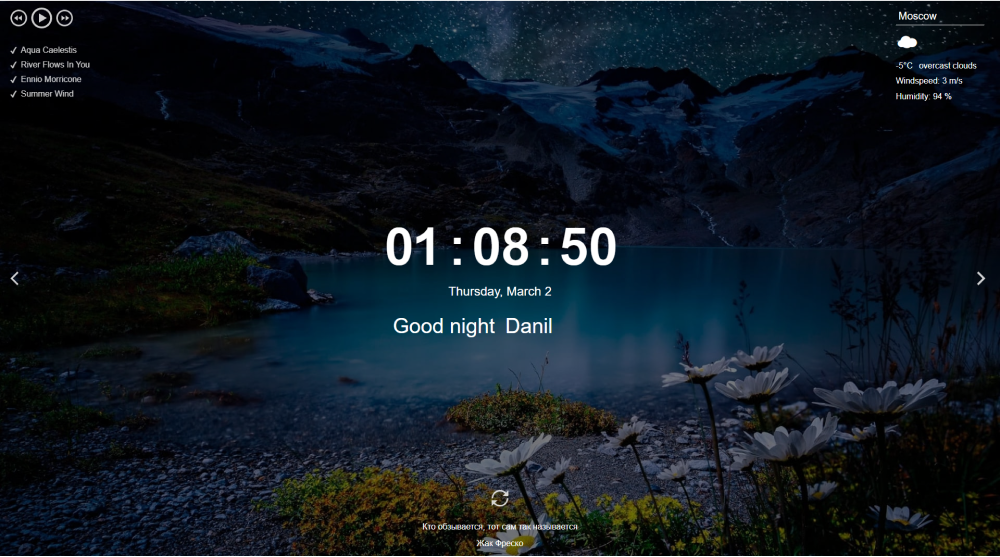 Aqua Caelestis
River Flows In You
Ennio Morricone
Summer Wind
Moscow
-5°C overcast clouds
Windspeed: 3 m/s
Humidity: 94 %
01 : 08 : 50
Thursday, March 2
Good night Danil
Кто обзывается, тот сам так называется
Жак Фреско